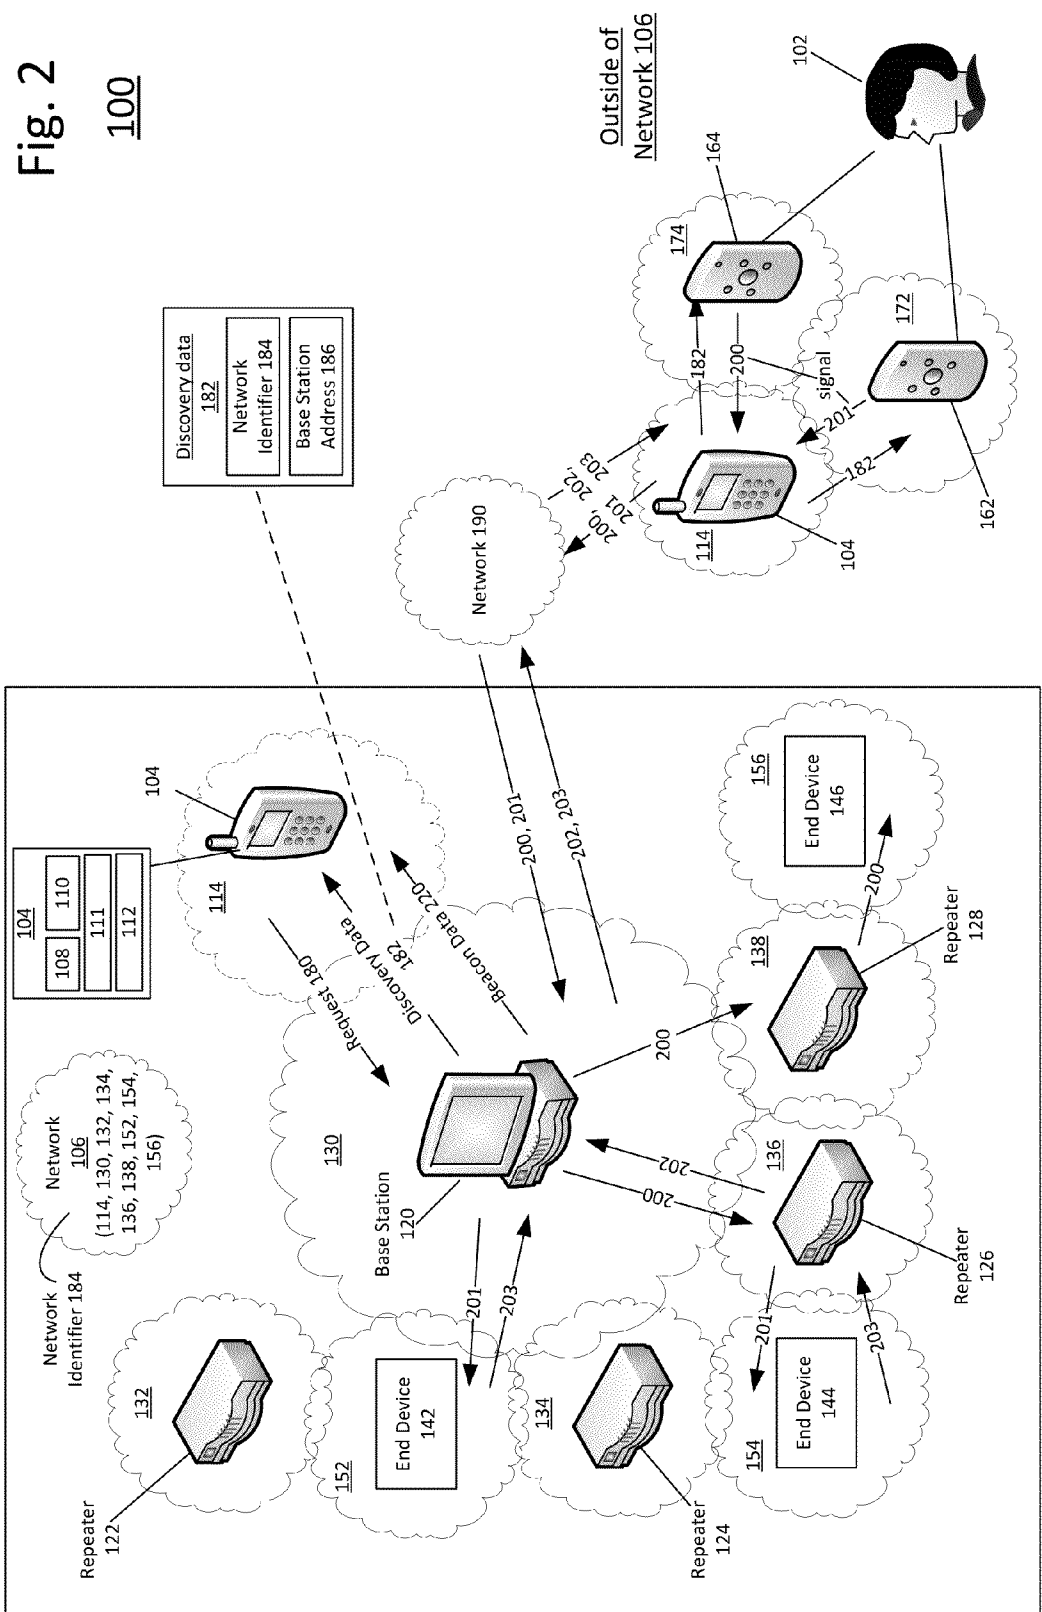 Fig. 2
100
Network
106
(114, 130, 132, 134,
136, 138, 152, 154,
156)
Network
Identifier 184
104
108
110
111
112
104
114
Discovery data
182
Network
Identifier 184
Base Station
Address 186
Repeater
122
132
Request 180
Discovery Data
182
Beacon Data 220
130
Base Station
120
152
End Device
142
201
203
Network 190
200, 201
202, 203
200, 201
202,
203
Outside of
Network 106
102
174
164
182
200
signal
201
182
172
162
114
104
134
Repeater
124
200
202
200
136
Repeater
126
138
Repeater
128
200
156
End Device
146
201
203
154
End Device
144